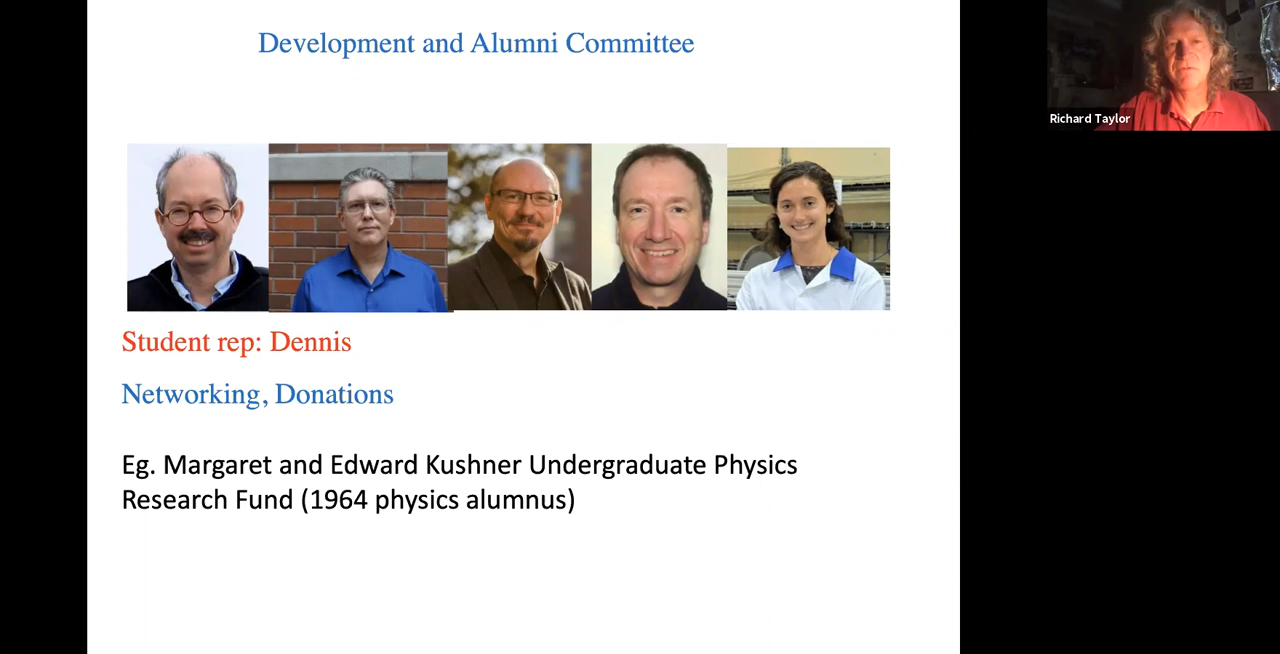 Development and Alumni Committee
Richard Taylor
Student rep: Dennis
Networking, Donations
Eg. Margaret and Edward Kushner Undergraduate Physics
Research Fund (1964 physics alumnus)